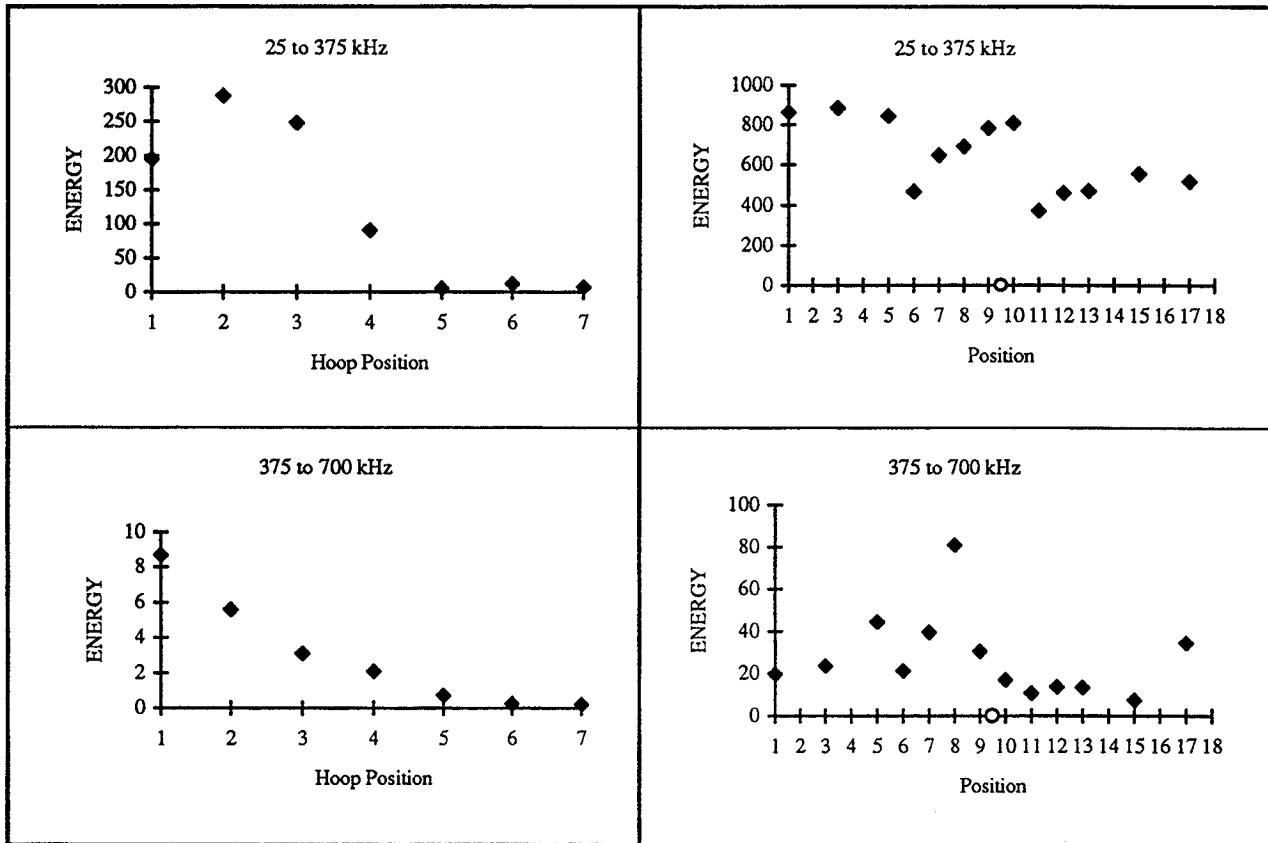 25 to 375 kHz
300
250
200
150
100
50
0
ENERGY
1 2 3 4 5 6 7
Hoop Position
25 to 375 kHz
1000
800
600
400
200
0
ENERGY
1 2 3 4 5 6 7 8 9 10 11 12 13 14 15 16 17 18
Position
375 to 700 kHz
10
8
6
4
2
0
ENERGY
1 2 3 4 5 6 7
Hoop Position
375 to 700 kHz
100
80
60
40
20
0
ENERGY
1 2 3 4 5 6 7 8 9 10 11 12 13 14 15 16 17 18
Position